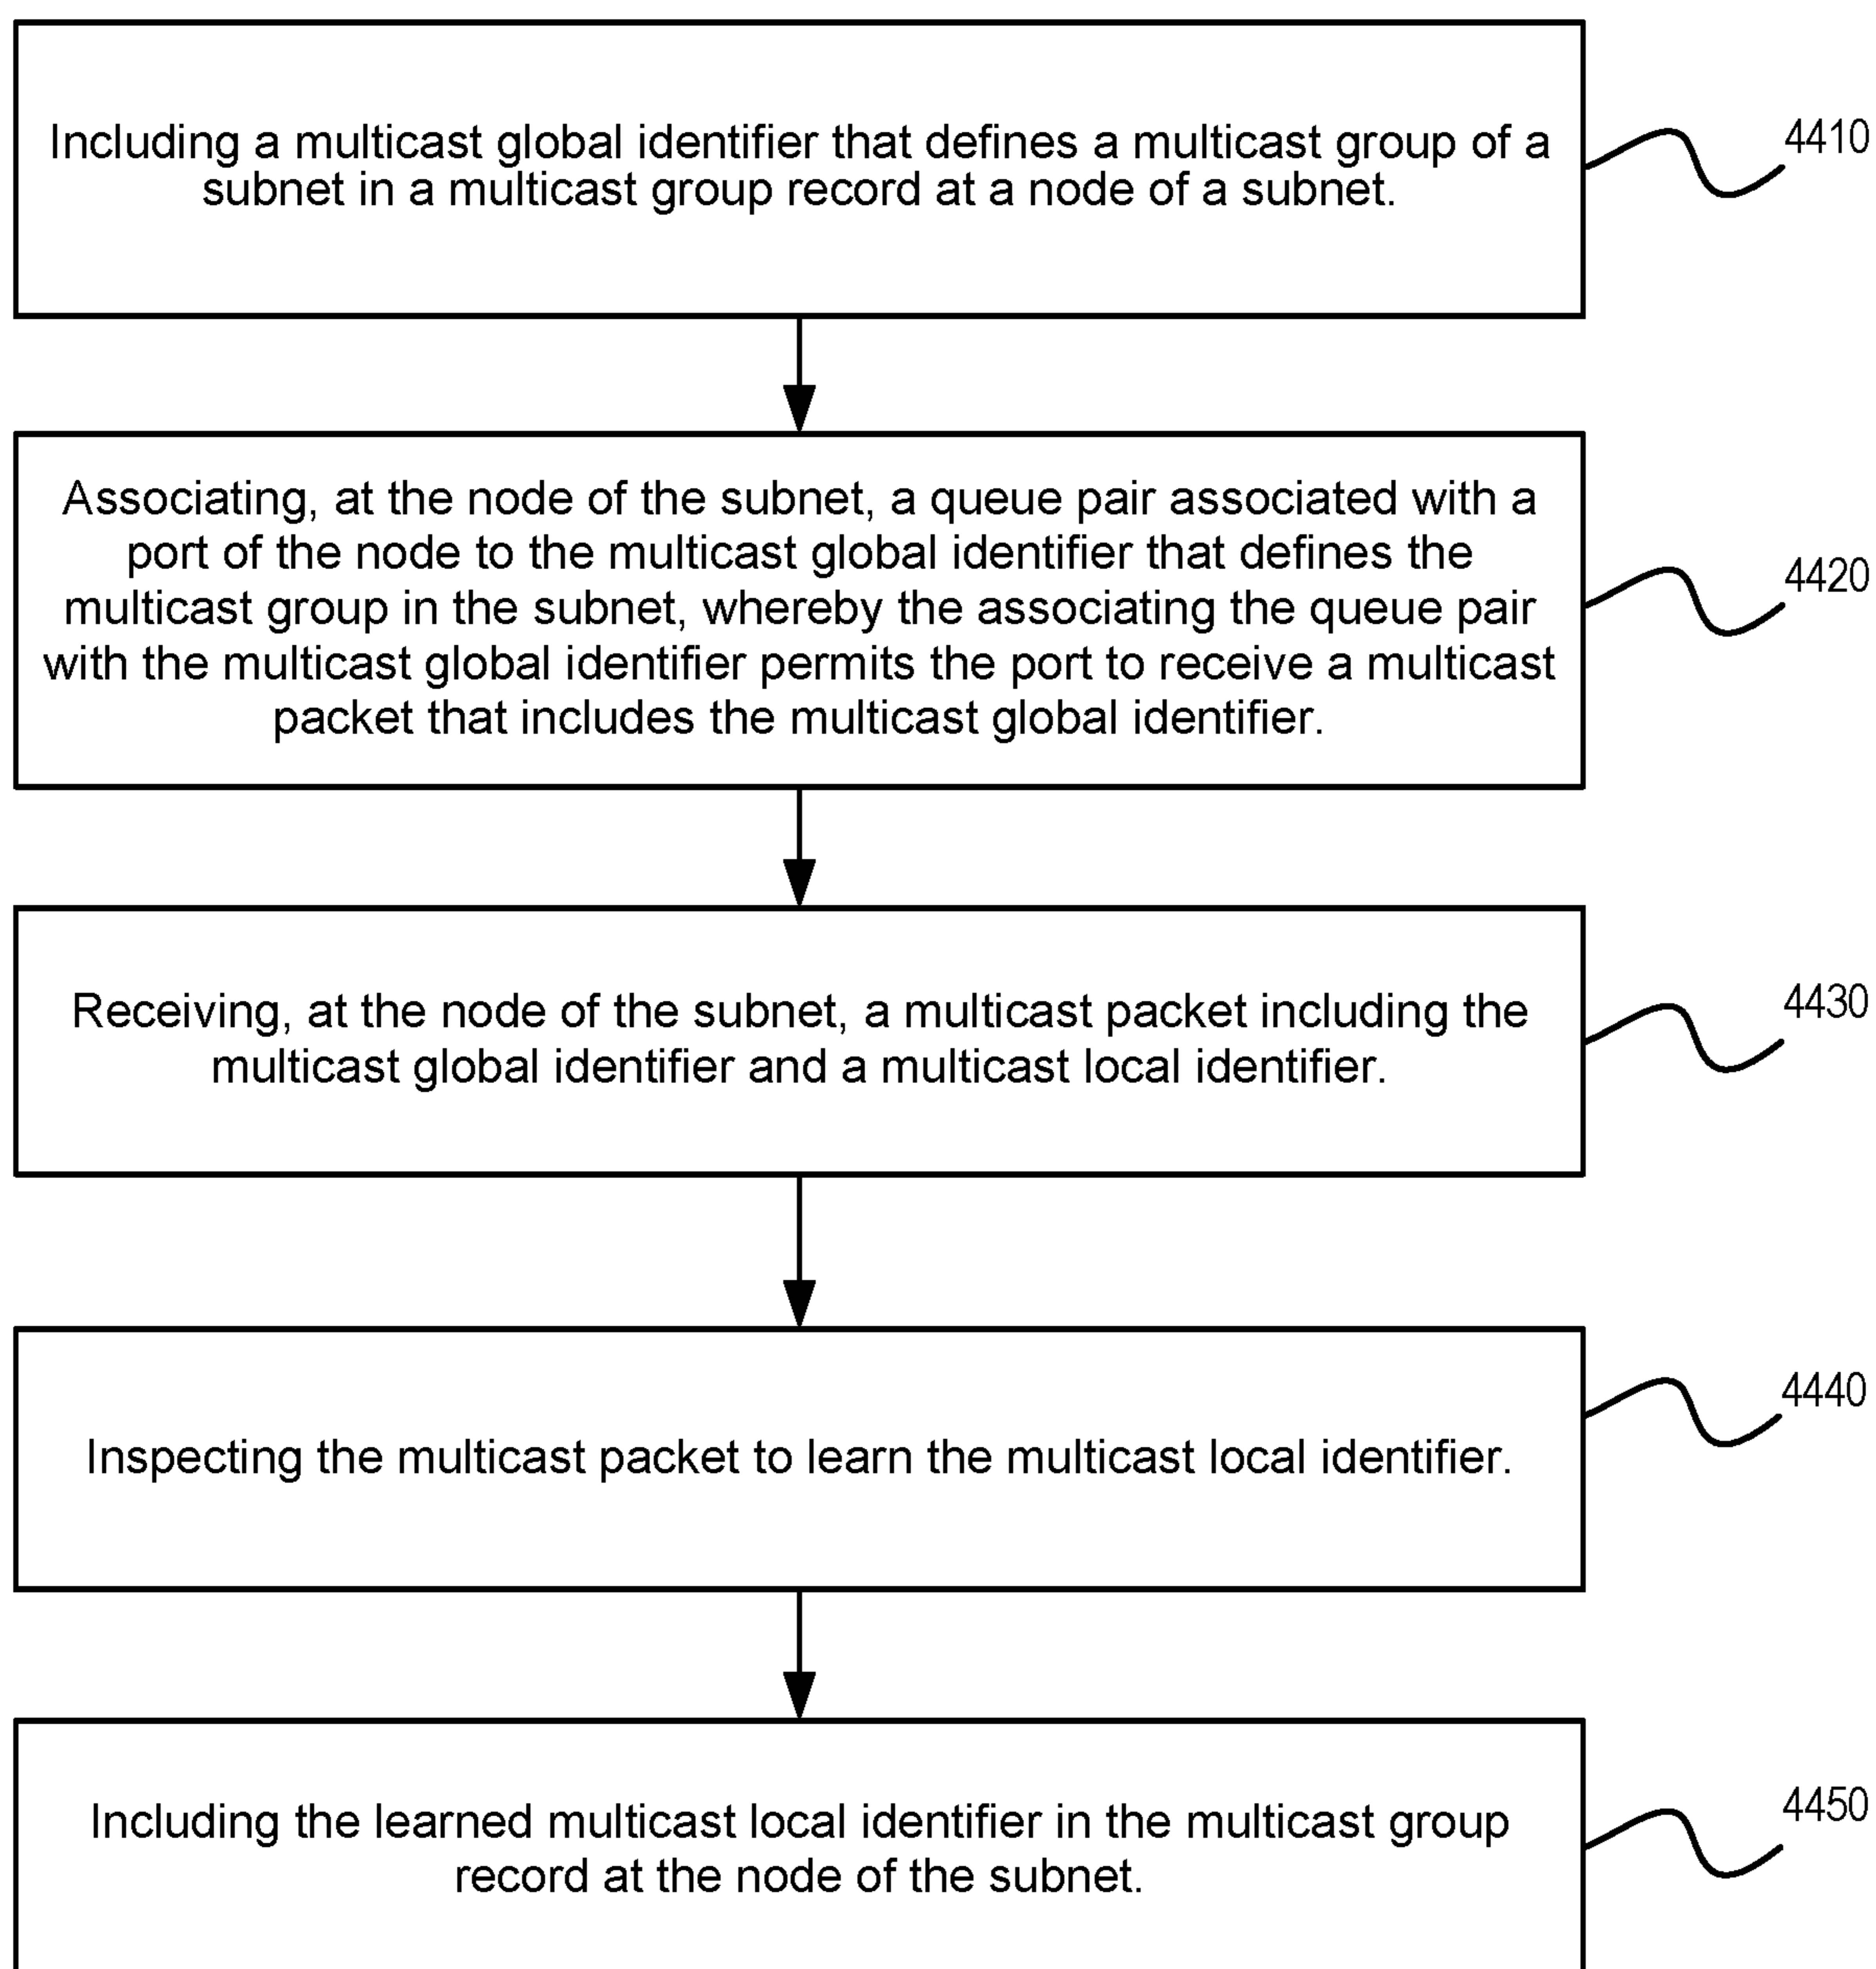 Including a multicast global identifier that defines a multicast group of a
subnet in a multicast group record at a node of a subnet.
4410
Associating, at the node of the subnet, a queue pair associated with a
port of the node to the multicast global identifier that defines the
multicast group in the subnet, whereby the associating the queue pair
with the multicast global identifier permits the port to receive a multicast
packet that includes the multicast global identifier.
4420
Receiving, at the node of the subnet, a multicast packet including the
multicast global identifier and a multicast local identifier.
4430
Inspecting the multicast packet to learn the multicast local identifier.
4440
Including the learned multicast local identifier in the multicast group
record at the node of the subnet.
4450